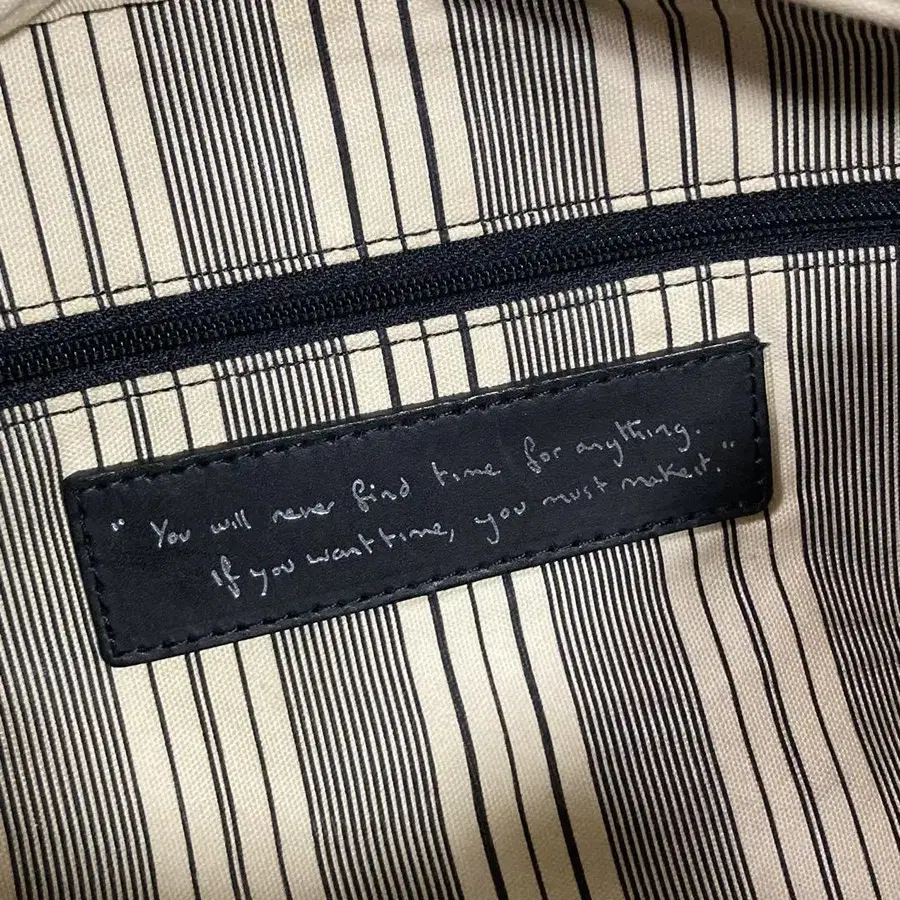 "You will never find time for anything.
If you want time, you must make it."